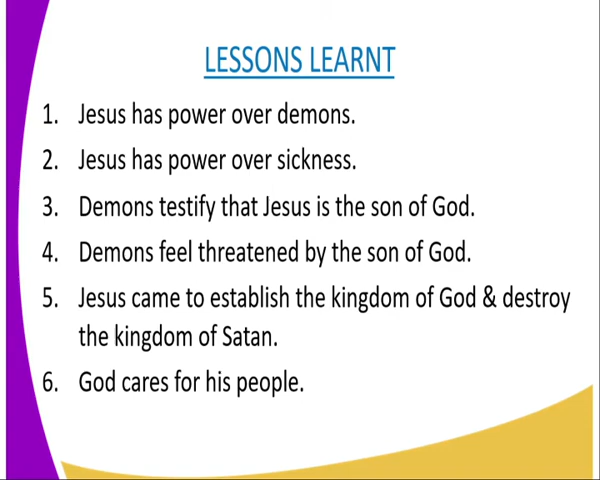 LESSONS LEARNT
1. Jesus has power over demons.
2. Jesus has power over sickness.
3. Demons testify that Jesus is the son of God.
4. Demons feel threatened by the son of God.
5. Jesus came to establish the kingdom of God & destroy
the kingdom of Satan.
6. God cares for his people.